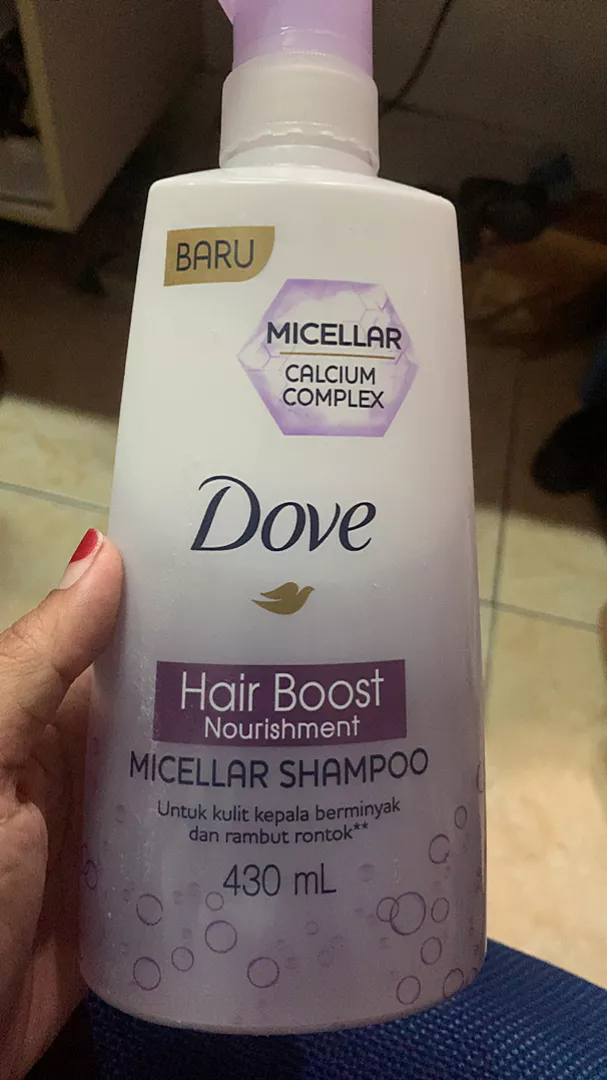 BARU
MICELLAR
CALCIUM
COMPLEX
Dove
Hair Boost
Nourishment
MICELLAR SHAMPOO
Untuk kulit kepala berminyak
dan rambut rontok**
430 mL